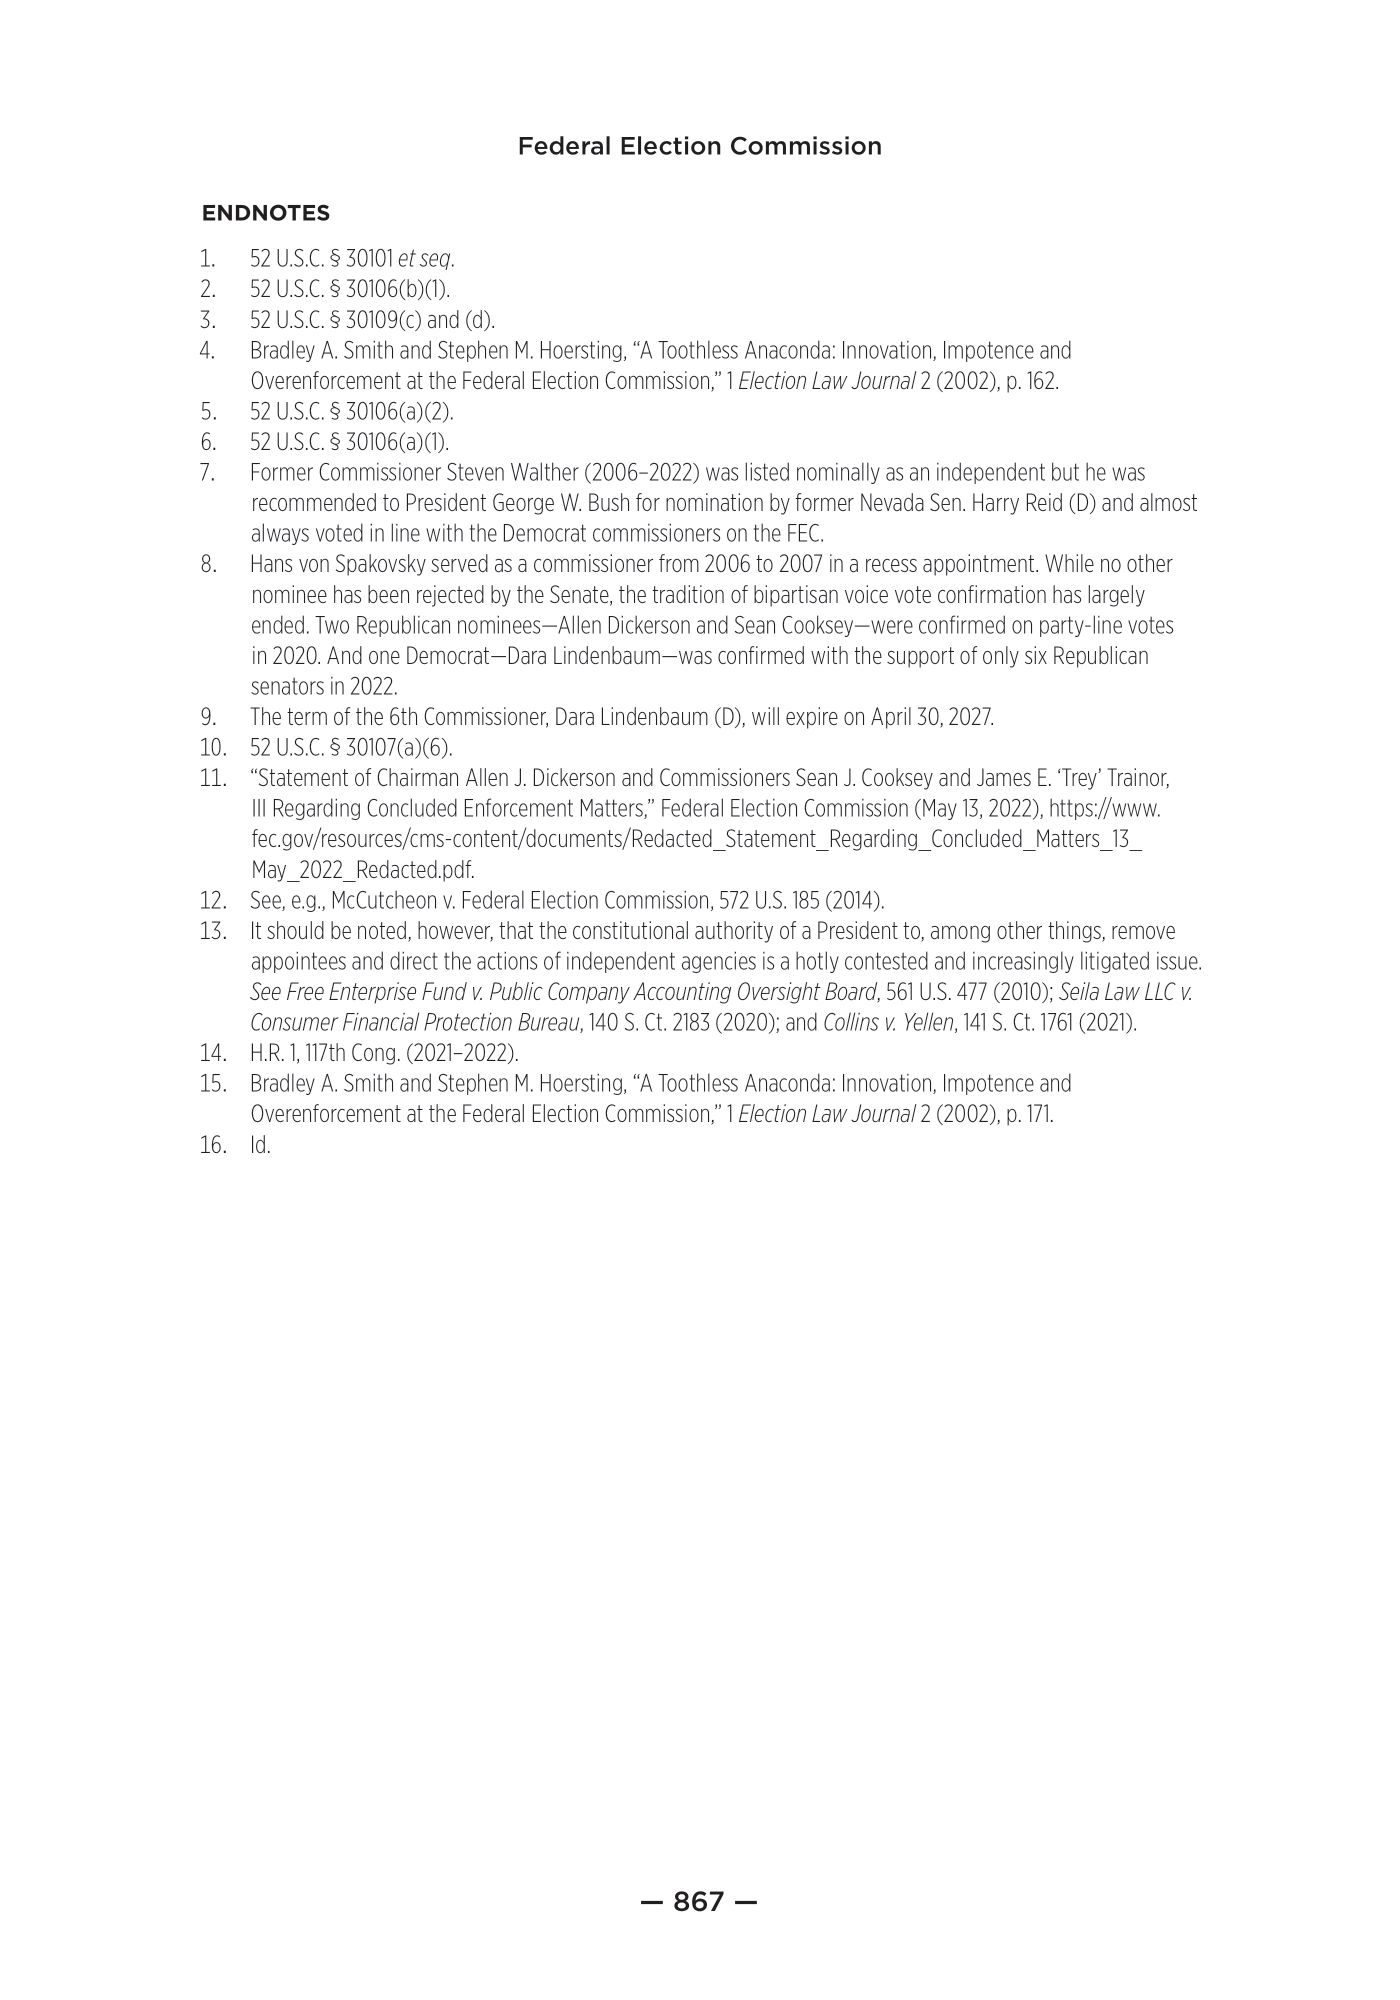 Federal Election Commission
ENDNOTES
1. 52 U.S.C. § 30101 et seq.
2. 52 U.S.C. § 30106(b)(1).
3. 52 U.S.C. § 30109(c) and (d).
4. Bradley A. Smith and Stephen M. Hoersting, “A Toothless Anaconda: Innovation, Impotence and
Overenforcement at the Federal Election Commission,” 1 Election Law Journal 2 (2002), p. 162.
5. 52 U.S.C. § 30106(a)(2).
6. 52 U.S.C. § 30106(a)(1).
7. Former Commissioner Steven Walther (2006–2022) was listed nominally as an independent but he was
recommended to President George W. Bush for nomination by former Nevada Sen. Harry Reid (D) and almost
always voted in line with the Democrat commissioners on the FEC.
8. Hans von Spakovsky served as a commissioner from 2006 to 2007 in a recess appointment. While no other
nominee has been rejected by the Senate, the tradition of bipartisan voice vote confirmation has largely
ended. Two Republican nominees—Allen Dickerson and Sean Cooksey—were confirmed on party-line votes
in 2020. And one Democrat—Dara Lindenbaum—was confirmed with the support of only six Republican
senators in 2022.
9. The term of the 6th Commissioner, Dara Lindenbaum (D), will expire on April 30, 2027.
10. 52 U.S.C. § 30107(a)(6).
11. “Statement of Chairman Allen J. Dickerson and Commissioners Sean J. Cooksey and James E. ‘Trey’ Trainor,
III Regarding Concluded Enforcement Matters,” Federal Election Commission (May 13, 2022), https://www.
fec.gov/resources/cms-content/documents/Redacted_Statement_Regarding_Concluded_Matters_13_
May_2022_Redacted.pdf.
12. See, e.g., McCutcheon v. Federal Election Commission, 572 U.S. 185 (2014).
13. It should be noted, however, that the constitutional authority of a President to, among other things, remove
appointees and direct the actions of independent agencies is a hotly contested and increasingly litigated issue.
See Free Enterprise Fund v. Public Company Accounting Oversight Board, 561 U.S. 477 (2010); Seila Law LLC v.
Consumer Financial Protection Bureau, 140 S. Ct. 2183 (2020); and Collins v. Yellen, 141 S. Ct. 1761 (2021).
14. H.R. 1, 117th Cong. (2021–2022).
15. Bradley A. Smith and Stephen M. Hoersting, “A Toothless Anaconda: Innovation, Impotence and
Overenforcement at the Federal Election Commission,” 1 Election Law Journal 2 (2002), p. 171.
16. Id.
— 867 —